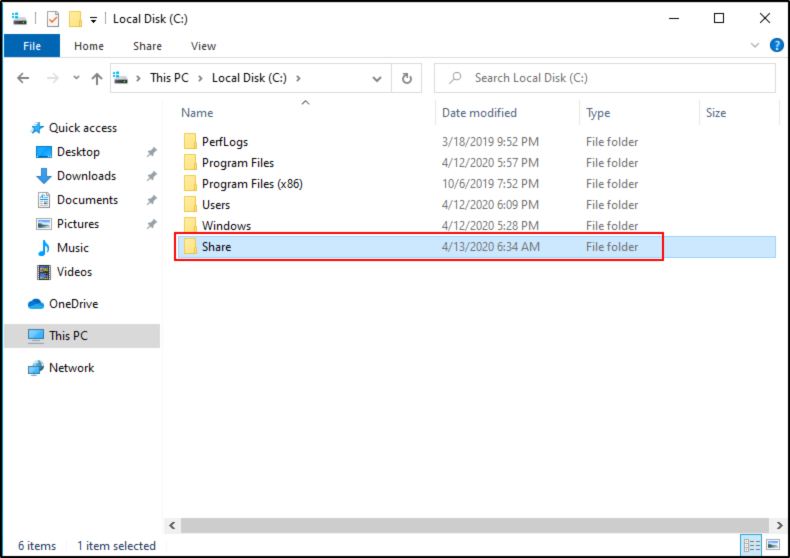 Local Disk (C:)
File Home Share View
This PC Local Disk (C:) Search Local Disk (C:)
Name Date modified Type Size
Quick access
Desktop
Downloads
Documents
Pictures
Music
Videos
OneDrive
This PC
Network
PerfLogs 3/18/2019 9:52 PM File folder
Program Files 4/12/2020 5:57 PM File folder
Program Files (x86) 10/6/2019 7:52 PM File folder
Users 4/12/2020 6:09 PM File folder
Windows 4/12/2020 5:28 PM File folder
Share 4/13/2020 6:34 AM File folder
6 items 1 item selected